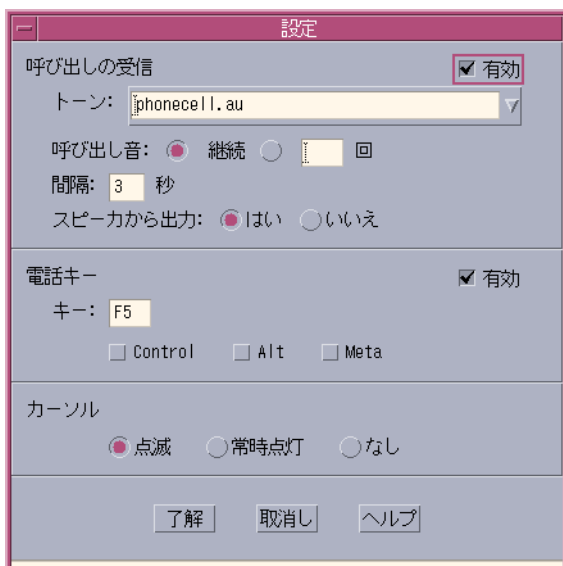 設定
呼び出しの受信 有効
トーン: phonecell.au
呼び出し音: 継続 回
間隔: 3 秒
スピーカから出力: はい いいえ
電話キー 有効
キー: F5
Control Alt Meta
カーソル
点滅 常時点灯 なし
了解 取消し ヘルプ